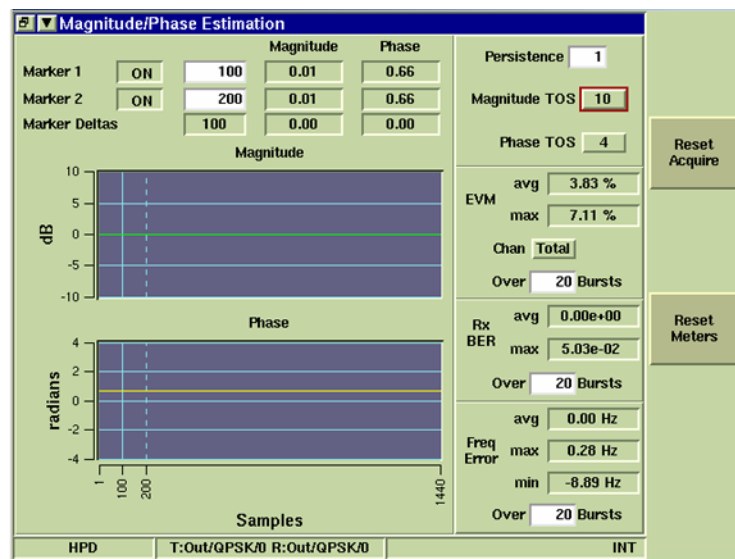 Magnitude/Phase Estimation
Magnitude Phase
Marker 1 ON 100 0.01 0.66
Marker 2 ON 200 0.01 0.66
Marker Deltas 100 0.00 0.00
Magnitude
dB
10
5
0
-5
-10
Phase
radians
4
2
0
-2
-4
1 100 200 1440
Samples
Persistence 1
Magnitude TOS 10
Phase TOS 4
EVM
avg 3.83 %
max 7.11 %
Chan Total
Over 20 Bursts
Rx BER
avg 0.00e+00
max 5.03e-02
Over 20 Bursts
Freq Error
avg 0.00 Hz
max 0.28 Hz
min -8.89 Hz
Over 20 Bursts
Reset
Acquire
Reset
Meters
HPD T:Out/QPSK/0 R:Out/QPSK/0 INT